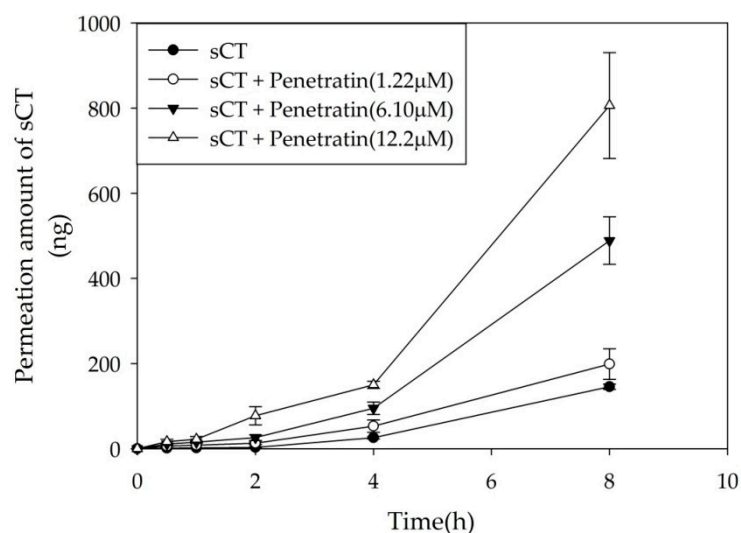 1000
800
600
400
200
0
Permeation amount of sCT
(ng)
sCT
sCT + Penetratin(1.22μM)
sCT + Penetratin(6.10μM)
sCT + Penetratin(12.2μM)
0 2 4 6 8 10
Time(h)